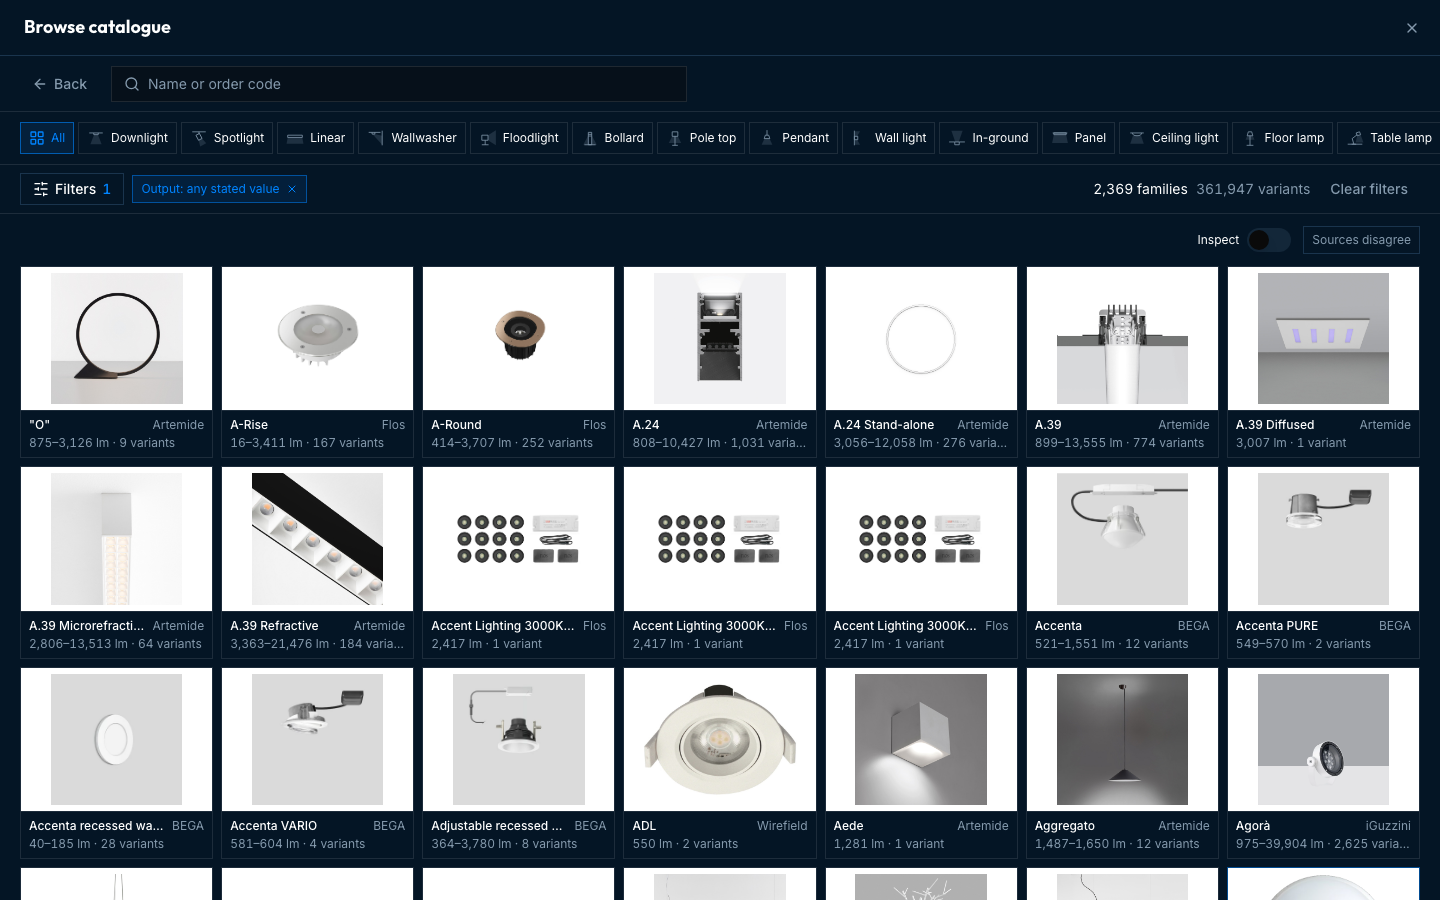 Browse catalogue
Back
Name or order code
All
Downlight
Spotlight
Linear
Wallwasher
Floodlight
Bollard
Pole top
Pendant
Wall light
In-ground
Panel
Ceiling light
Floor lamp
Table lamp
Filters 1
Output: any stated value
2,369 families 361,947 variants
Clear filters
Inspect
Sources disagree
"O" Artemide
875–3,126 lm · 9 variants
A-Rise Flos
16–3,411 lm · 167 variants
A-Round Flos
414–3,707 lm · 252 variants
A.24 Artemide
808–10,427 lm · 1,031 varia...
A.24 Stand-alone Artemide
3,056–12,058 lm · 276 varia...
A.39 Artemide
899–13,555 lm · 774 variants
A.39 Diffused Artemide
3,007 lm · 1 variant
A.39 Microrefracti... Artemide
2,806–13,513 lm · 64 variants
A.39 Refractive Artemide
3,363–21,476 lm · 184 varia...
Accent Lighting 3000K... Flos
2,417 lm · 1 variant
Accent Lighting 3000K... Flos
2,417 lm · 1 variant
Accent Lighting 3000K... Flos
2,417 lm · 1 variant
Accenta BEGA
521–1,551 lm · 12 variants
Accenta PURE BEGA
549–570 lm · 2 variants
Accenta recessed wa... BEGA
40–185 lm · 28 variants
Accenta VARIO BEGA
581–604 lm · 4 variants
Adjustable recessed ... BEGA
364–3,780 lm · 8 variants
ADL Wirefield
550 lm · 2 variants
Aede Artemide
1,281 lm · 1 variant
Aggregato Artemide
1,487–1,650 lm · 12 variants
Agorà iGuzzini
975–39,904 lm · 2,625 varia...